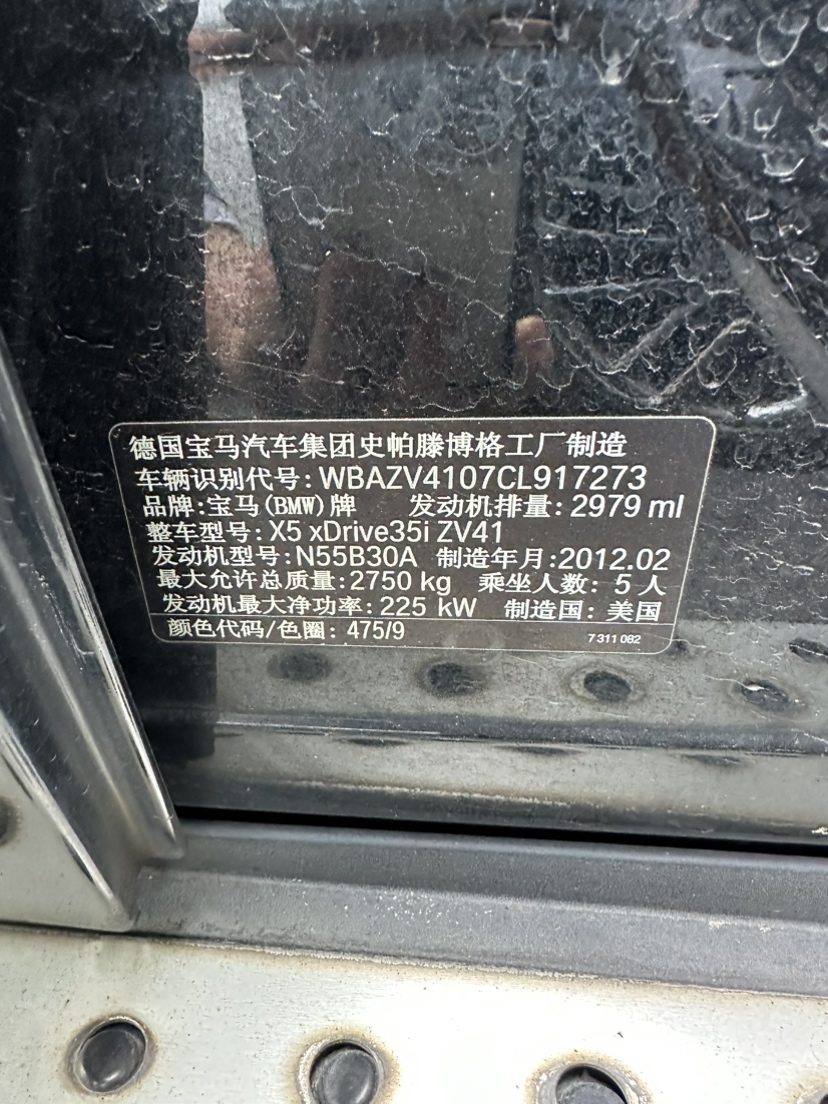 德国宝马汽车集团史帕滕博格工厂制造
车辆识别代号: WBAZV4107CL917273
品牌:宝马(BMW)牌 发动机排量: 2979 ml
整车型号: X5 xDrive35i ZV41
发动机型号: N55B30A 制造年月:2012.02
最大允许总质量: 2750 kg 乘坐人数: 5 人
发动机最大净功率: 225 kW 制造国: 美国
颜色代码/色圈: 475/9 7 311 082